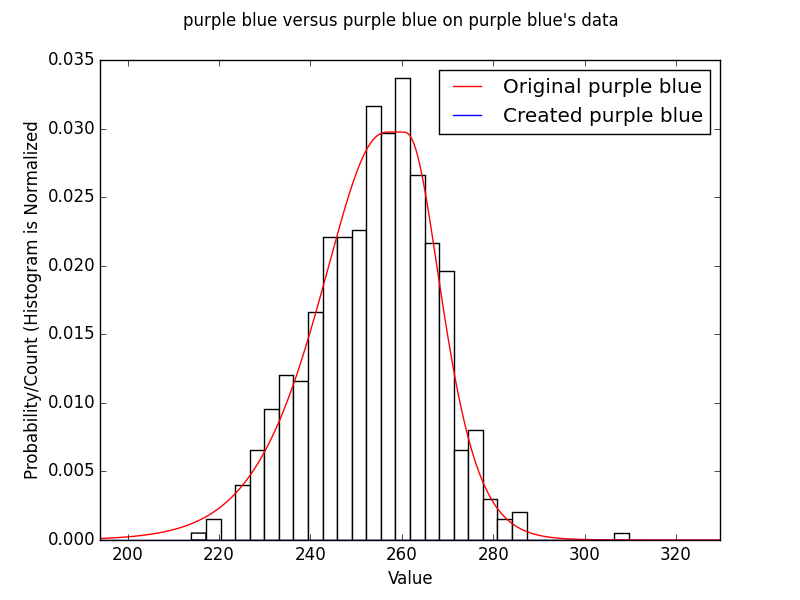 purple blue versus purple blue on purple blue's data
Original purple blue
Created purple blue
0.035
0.030
0.025
0.020
0.015
0.010
0.005
0.000
Probability/Count (Histogram is Normalized
200 220 240 260 280 300 320
Value